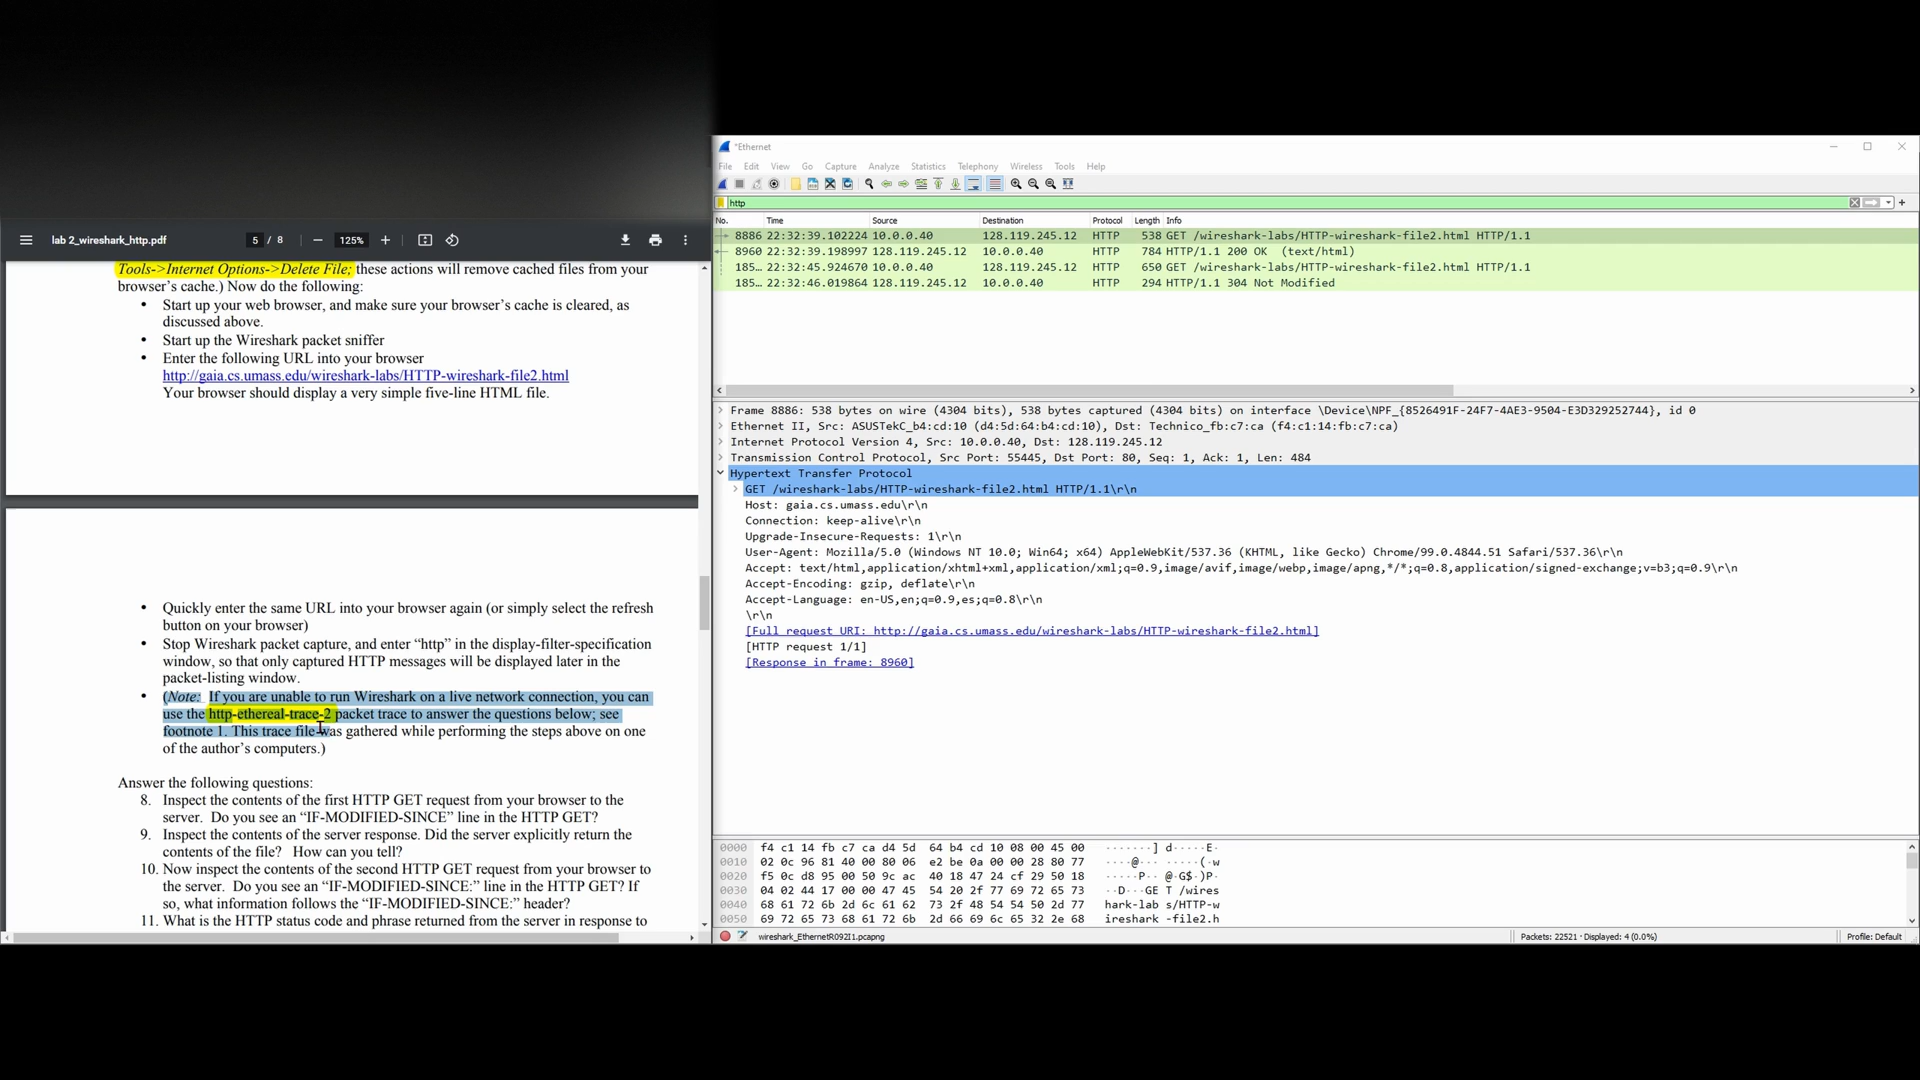 lab 2_wireshark_http.pdf
5 / 8
125%
Tools->Internet Options->Delete File; these actions will remove cached files from your
browser's cache.) Now do the following:
• Start up your web browser, and make sure your browser's cache is cleared, as
discussed above.
• Start up the Wireshark packet sniffer
• Enter the following URL into your browser
http://gaia.cs.umass.edu/wireshark-labs/HTTP-wireshark-file2.html
Your browser should display a very simple five-line HTML file.
• Quickly enter the same URL into your browser again (or simply select the refresh
button on your browser)
• Stop Wireshark packet capture, and enter “http” in the display-filter-specification
window, so that only captured HTTP messages will be displayed later in the
packet-listing window.
• (Note: If you are unable to run Wireshark on a live network connection, you can
use the http-ethereal-trace-2 packet trace to answer the questions below; see
footnote 1. This trace file was gathered while performing the steps above on one
of the author's computers.)
Answer the following questions:
8. Inspect the contents of the first HTTP GET request from your browser to the
server. Do you see an “IF-MODIFIED-SINCE” line in the HTTP GET?
9. Inspect the contents of the server response. Did the server explicitly return the
contents of the file? How can you tell?
10. Now inspect the contents of the second HTTP GET request from your browser to
the server. Do you see an “IF-MODIFIED-SINCE:” line in the HTTP GET? If
so, what information follows the “IF-MODIFIED-SINCE:” header?
11. What is the HTTP status code and phrase returned from the server in response to
*Ethernet
File Edit View Go Capture Analyze Statistics Telephony Wireless Tools Help
http
No. Time Source Destination Protocol Length Info
8886 22:32:39.102224 10.0.0.40 128.119.245.12 HTTP 538 GET /wireshark-labs/HTTP-wireshark-file2.html HTTP/1.1
8960 22:32:39.198997 128.119.245.12 10.0.0.40 HTTP 784 HTTP/1.1 200 OK (text/html)
185… 22:32:45.924670 10.0.0.40 128.119.245.12 HTTP 650 GET /wireshark-labs/HTTP-wireshark-file2.html HTTP/1.1
185… 22:32:46.019864 128.119.245.12 10.0.0.40 HTTP 294 HTTP/1.1 304 Not Modified
Frame 8886: 538 bytes on wire (4304 bits), 538 bytes captured (4304 bits) on interface \Device\NPF_{8526491F-24F7-4AE3-9504-E3D329252744}, id 0
Ethernet II, Src: ASUSTekC_b4:cd:10 (d4:5d:64:b4:cd:10), Dst: Technico_fb:c7:ca (f4:c1:14:fb:c7:ca)
Internet Protocol Version 4, Src: 10.0.0.40, Dst: 128.119.245.12
Transmission Control Protocol, Src Port: 55445, Dst Port: 80, Seq: 1, Ack: 1, Len: 484
Hypertext Transfer Protocol
GET /wireshark-labs/HTTP-wireshark-file2.html HTTP/1.1\r\n
Host: gaia.cs.umass.edu\r\n
Connection: keep-alive\r\n
Upgrade-Insecure-Requests: 1\r\n
User-Agent: Mozilla/5.0 (Windows NT 10.0; Win64; x64) AppleWebKit/537.36 (KHTML, like Gecko) Chrome/99.0.4844.51 Safari/537.36\r\n
Accept: text/html,application/xhtml+xml,application/xml;q=0.9,image/avif,image/webp,image/apng,*/*;q=0.8,application/signed-exchange;v=b3;q=0.9\r\n
Accept-Encoding: gzip, deflate\r\n
Accept-Language: en-US,en;q=0.9,es;q=0.8\r\n
\r\n
[Full request URI: http://gaia.cs.umass.edu/wireshark-labs/HTTP-wireshark-file2.html]
[HTTP request 1/1]
[Response in frame: 8960]
0000 f4 c1 14 fb c7 ca d4 5d 64 b4 cd 10 08 00 45 00 ·······] d·····E·
0010 02 0c 96 81 40 00 80 06 e2 be 0a 00 00 28 80 77 ····@··· ·····(·w
0020 f5 0c d8 95 00 50 9c ac 40 18 47 24 cf 29 50 18 ·····P·· @·G$·)P·
0030 04 02 44 17 00 00 47 45 54 20 2f 77 69 72 65 73 ··D···GE T /wires
0040 68 61 72 6b 2d 6c 61 62 73 2f 48 54 54 50 2d 77 hark-lab s/HTTP-w
0050 69 72 65 73 68 61 72 6b 2d 66 69 6c 65 32 2e 68 ireshark -file2.h
wireshark_EthernetR092I1.pcapng
Packets: 22521 · Displayed: 4 (0.0%)
Profile: Default